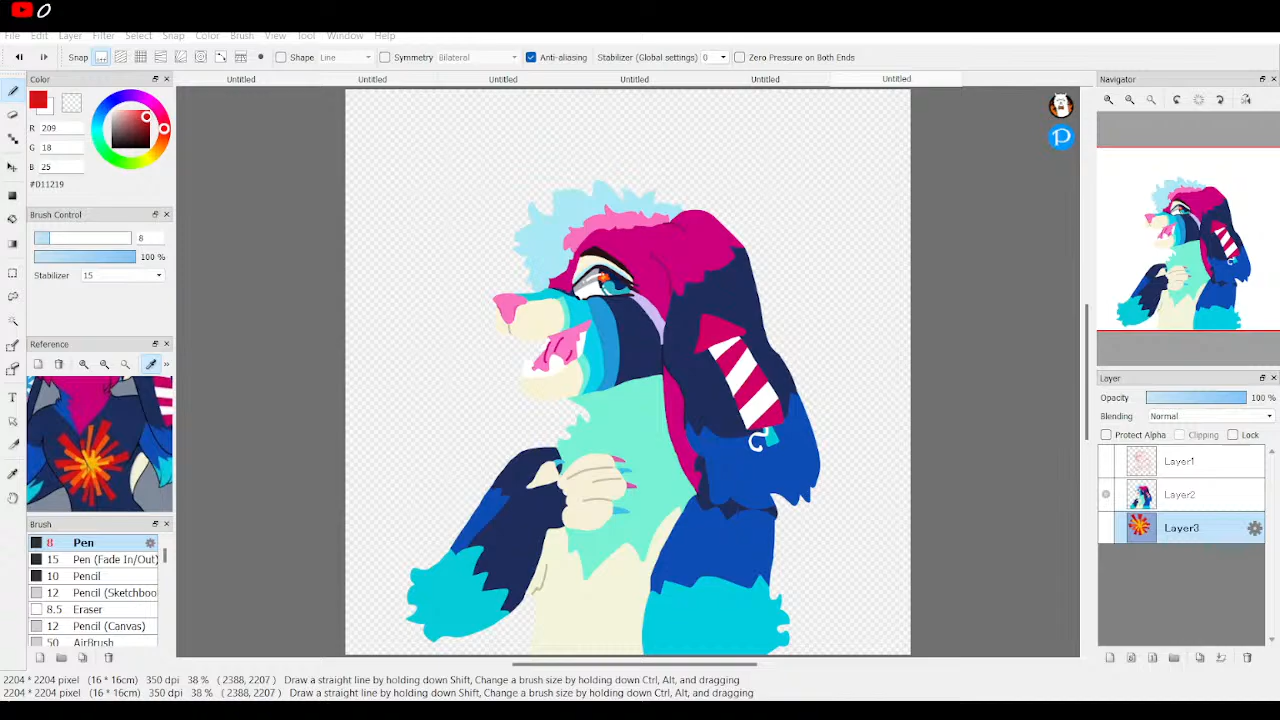 0
File Edit Layer Filter Select Snap Color Brush View Tool Window Help
Snap Shape Line Symmetry Bilateral Anti-aliasing Stabilizer (Global settings) 0 Zero Pressure on Both Ends
Color Untitled Untitled Untitled Untitled Untitled Untitled Navigator
R 209
G 18
B 25
#D11219
Brush Control
8
100 %
Stabilizer 15
Reference
Layer
Opacity 100 %
Blending Normal
Protect Alpha Clipping Lock
Layer1
Layer2
Layer3
Brush
8 Pen
15 Pen (Fade In/Out)
10 Pencil
12 Pencil (Sketchboo
8.5 Eraser
12 Pencil (Canvas)
50 AirBrush
2204 * 2204 pixel (16 * 16cm) 350 dpi 38 % ( 2388, 2207) Draw a straight line by holding down Shift, Change a brush size by holding down Ctrl, Alt, and dragging
2204 * 2204 pixel (16 * 16cm) 350 dpi 38 % ( 2388, 2207) Draw a straight line by holding down Shift, Change a brush size by holding down Ctrl, Alt, and dragging